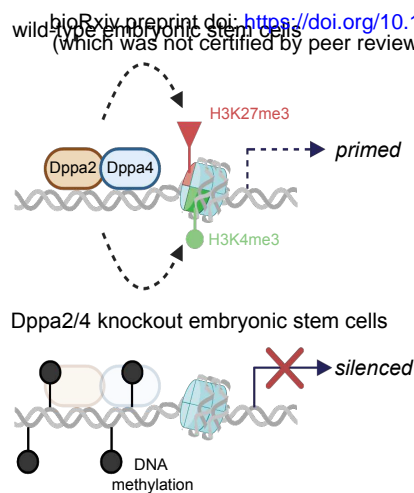 bioRxiv preprint doi: https://doi.org/10.1
wild-type embryonic stem cells
(which was not certified by peer review
H3K27me3
Dppa2 Dppa4
primed
H3K4me3
Dppa2/4 knockout embryonic stem cells
silenced
DNA
methylation